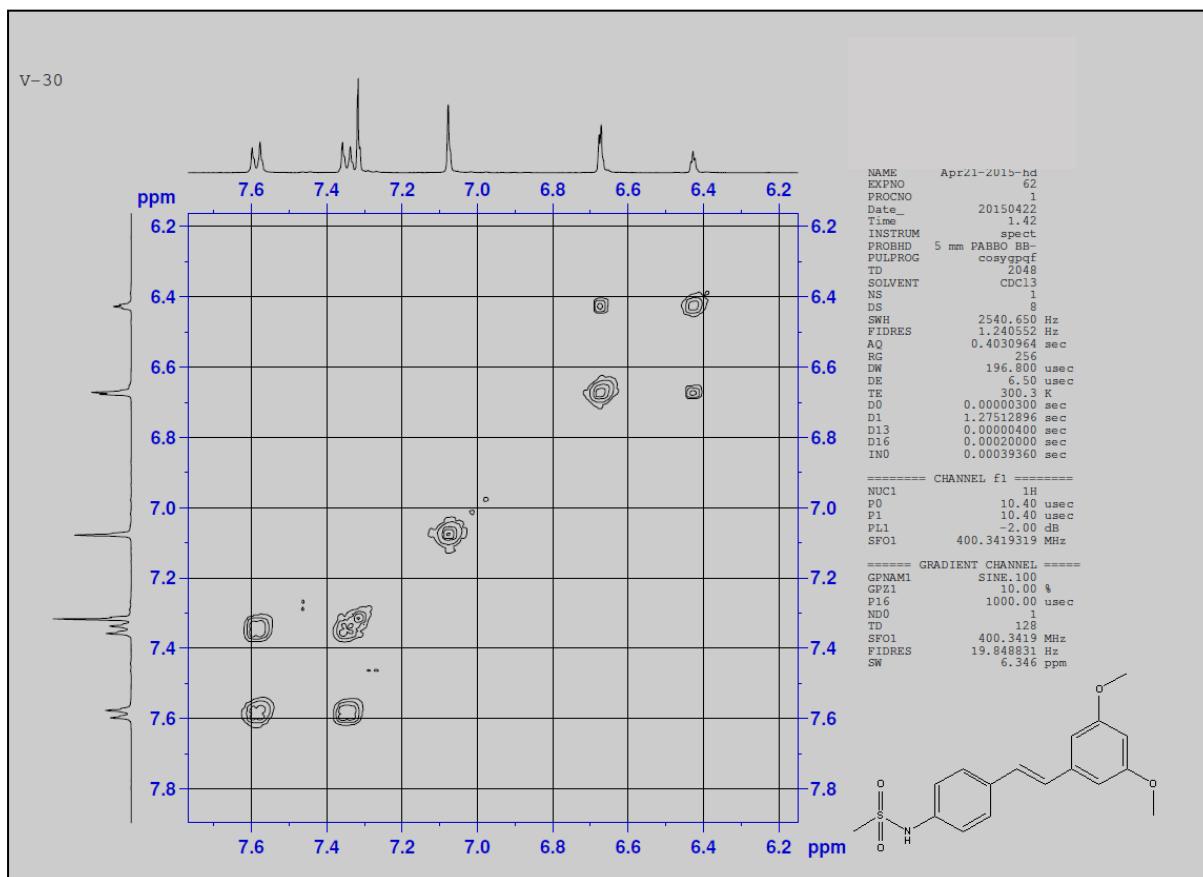 V-30
7.6 7.4 7.2 7.0 6.8 6.6 6.4 6.2
ppm
6.2 6.2
6.4 6.4
6.6 6.6
6.8 6.8
7.0 7.0
7.2 7.2
7.4 7.4
7.6 7.6
7.8 7.8
7.6 7.4 7.2 7.0 6.8 6.6 6.4 6.2 ppm
NAME Apr21-2015-hd
EXPNO 62
PROCNO 1
Date_ 20150422
Time 1.42
INSTRUM spect
PROBHD 5 mm PABBO BB-
PULPROG cosygpqf
TD 2048
SOLVENT CDCl3
NS 1
DS 8
SWH 2540.650 Hz
FIDRES 1.240552 Hz
AQ 0.4030964 sec
RG 256
DW 196.800 usec
DE 6.50 usec
TE 300.3 K
D0 0.00000300 sec
D1 1.27512896 sec
D13 0.00000400 sec
D16 0.00020000 sec
IN0 0.00039360 sec
======== CHANNEL f1 ========
NUC1 1H
P0 10.40 usec
P1 10.40 usec
PL1 -2.00 dB
SFO1 400.3419319 MHz
====== GRADIENT CHANNEL =====
GPNAM1 SINE.100
GPZ1 10.00 %
P16 1000.00 usec
ND0 1
TD 128
SFO1 400.3419 MHz
FIDRES 19.848831 Hz
SW 6.346 ppm
O
O
O
S
N
H
O